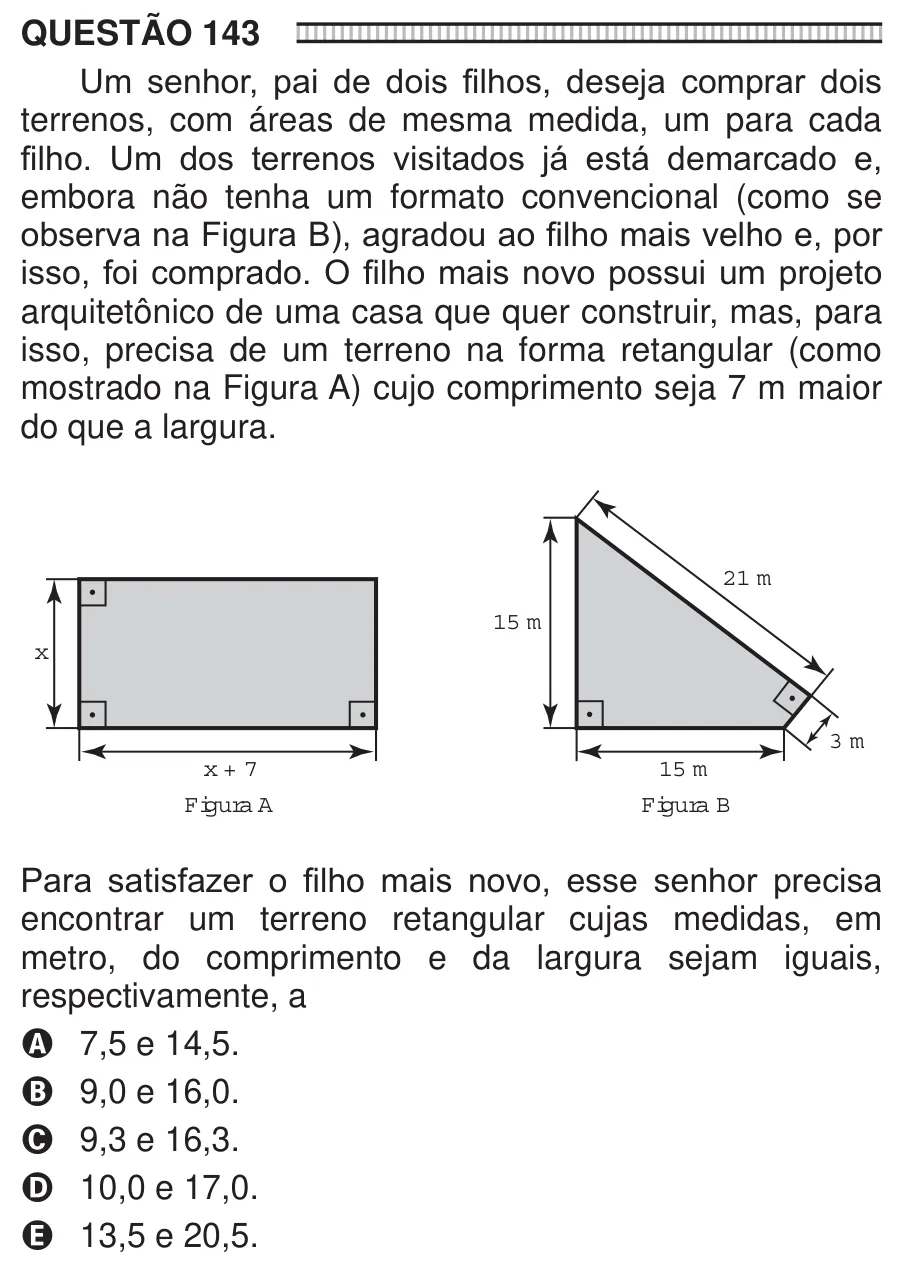 QUESTÃO 143
Um senhor, pai de dois filhos, deseja comprar dois
terrenos, com áreas de mesma medida, um para cada
filho. Um dos terrenos visitados já está demarcado e,
embora não tenha um formato convencional (como se
observa na Figura B), agradou ao filho mais velho e, por
isso, foi comprado. O filho mais novo possui um projeto
arquitetônico de uma casa que quer construir, mas, para
isso, precisa de um terreno na forma retangular (como
mostrado na Figura A) cujo comprimento seja 7 m maior
do que a largura.
x
x + 7
Figura A
15 m
21 m
3 m
15 m
Figura B
Para satisfazer o filho mais novo, esse senhor precisa
encontrar um terreno retangular cujas medidas, em
metro, do comprimento e da largura sejam iguais,
respectivamente, a
A 7,5 e 14,5.
B 9,0 e 16,0.
C 9,3 e 16,3.
D 10,0 e 17,0.
E 13,5 e 20,5.